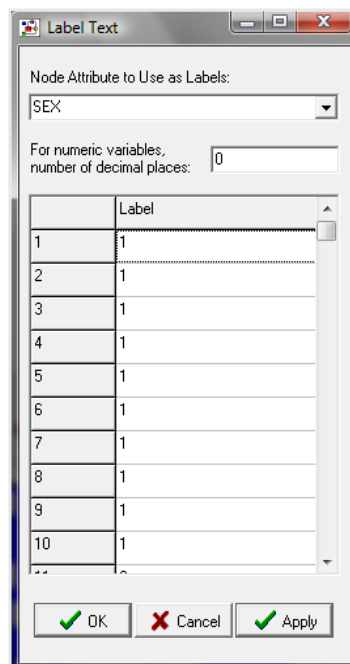 Label Text
Node Attribute to Use as Labels:
SEX
For numeric variables,
number of decimal places: 0
Label
1 1
2 1
3 1
4 1
5 1
6 1
7 1
8 1
9 1
10 1
OK Cancel Apply